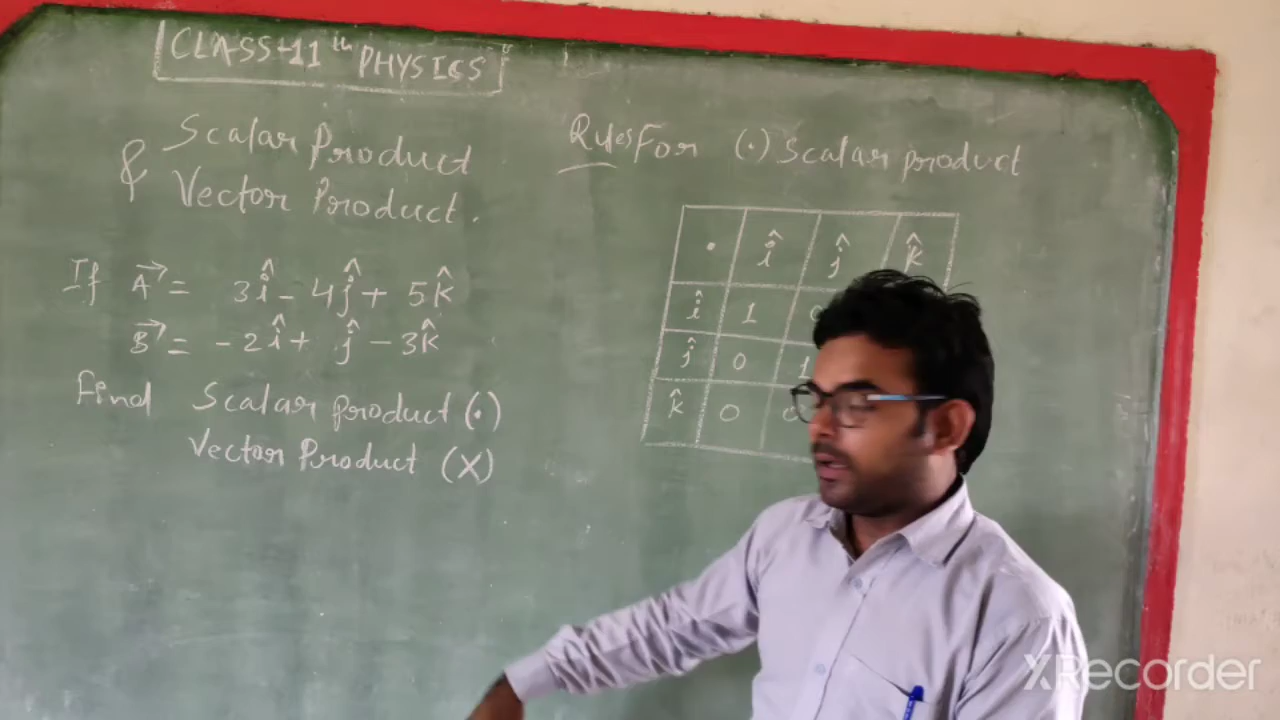 CLASS-11th PHYSICS
Scalar Product
& Vector Product.
If A→ = 3î - 4ĵ + 5k̂
B→ = -2î + ĵ - 3k̂
Find Scalar product (.)
Vector Product (X)
Rules For (.) Scalar product
. î ĵ k̂
î 1
ĵ 0 1
k̂ 0
XRecorder